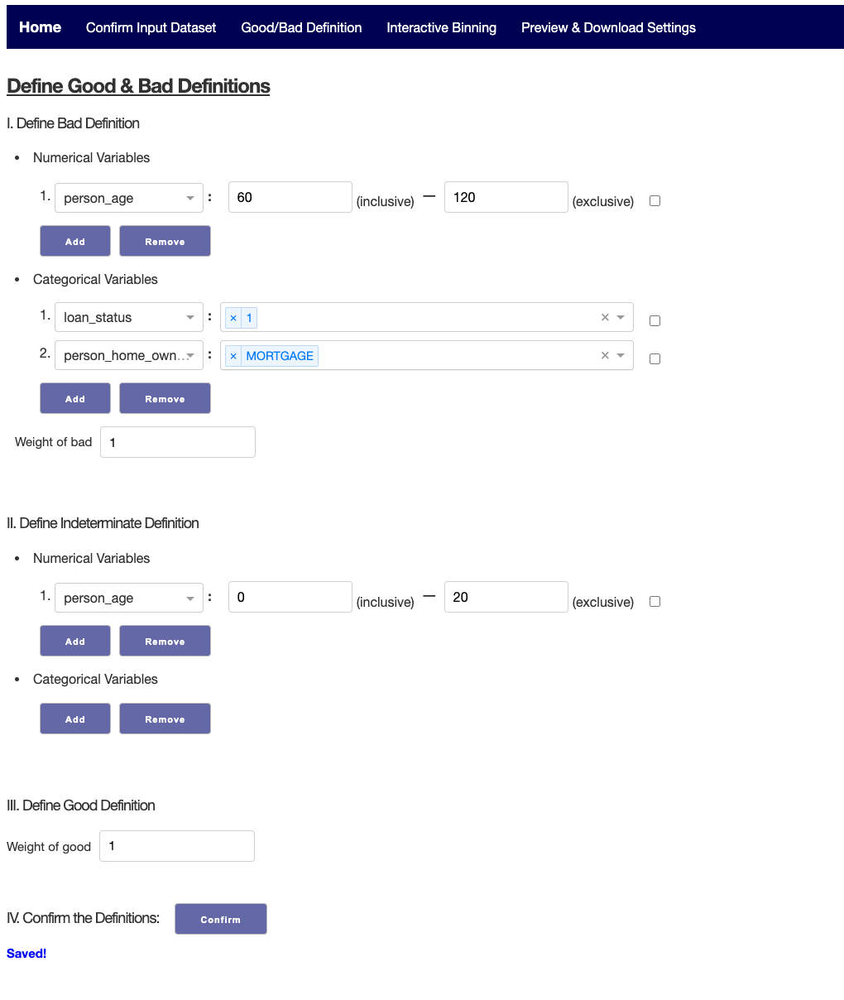 Home Confirm Input Dataset Good/Bad Definition Interactive Binning Preview & Download Settings
Define Good & Bad Definitions
I. Define Bad Definition
• Numerical Variables
1. person_age : 60 (inclusive) — 120 (exclusive)
Add Remove
• Categorical Variables
1. loan_status : × 1 ×
2. person_home_own... : × MORTGAGE ×
Add Remove
Weight of bad 1
II. Define Indeterminate Definition
• Numerical Variables
1. person_age : 0 (inclusive) — 20 (exclusive)
Add Remove
• Categorical Variables
Add Remove
III. Define Good Definition
Weight of good 1
IV. Confirm the Definitions: Confirm
Saved!